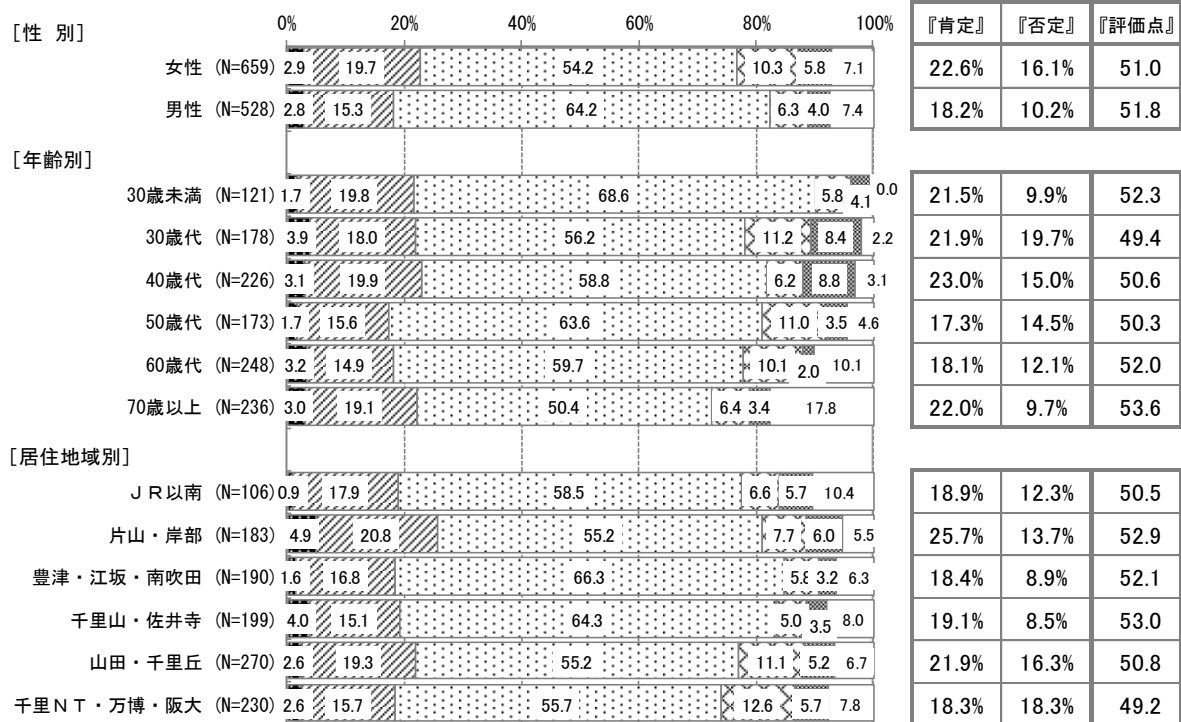 0% 20% 40% 60% 80% 100% 『肯定』 『否定』 『評価点』
[性 別]
女性 (N=659) 2.9 19.7 54.2 10.3 5.8 7.1 22.6% 16.1% 51.0
男性 (N=528) 2.8 15.3 64.2 6.3 4.0 7.4 18.2% 10.2% 51.8
[年齢別]
30歳未満 (N=121) 1.7 19.8 68.6 5.8 4.1 0.0 21.5% 9.9% 52.3
30歳代 (N=178) 3.9 18.0 56.2 11.2 8.4 2.2 21.9% 19.7% 49.4
40歳代 (N=226) 3.1 19.9 58.8 6.2 8.8 3.1 23.0% 15.0% 50.6
50歳代 (N=173) 1.7 15.6 63.6 11.0 3.5 4.6 17.3% 14.5% 50.3
60歳代 (N=248) 3.2 14.9 59.7 10.1 2.0 10.1 18.1% 12.1% 52.0
70歳以上 (N=236) 3.0 19.1 50.4 6.4 3.4 17.8 22.0% 9.7% 53.6
[居住地域別]
ＪＲ以南 (N=106) 0.9 17.9 58.5 6.6 5.7 10.4 18.9% 12.3% 50.5
片山・岸部 (N=183) 4.9 20.8 55.2 7.7 6.0 5.5 25.7% 13.7% 52.9
豊津・江坂・南吹田 (N=190) 1.6 16.8 66.3 5.8 3.2 6.3 18.4% 8.9% 52.1
千里山・佐井寺 (N=199) 4.0 15.1 64.3 5.0 3.5 8.0 19.1% 8.5% 53.0
山田・千里丘 (N=270) 2.6 19.3 55.2 11.1 5.2 6.7 21.9% 16.3% 50.8
千里ＮＴ・万博・阪大 (N=230) 2.6 15.7 55.7 12.6 5.7 7.8 18.3% 18.3% 49.2